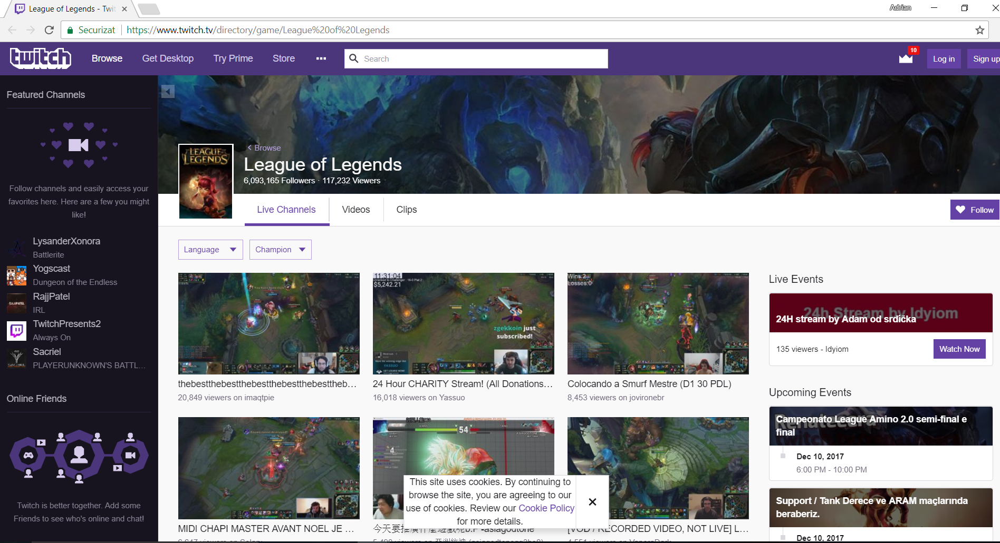 League of Legends - Twit
Adrian
Securizat
https://www.twitch.tv/directory/game/League%20of%20Legends
twitch
Browse
Get Desktop
Try Prime
Store
Search
10
Log in
Sign up
Featured Channels
Follow channels and easily access your
favorites here. Here are a few you might
like!
LysanderXonora
Battlerite
Yogscast
Dungeon of the Endless
RajjPatel
IRL
TwitchPresents2
Always On
Sacriel
PLAYERUNKNOWN'S BATTL...
Online Friends
Twitch is better together. Add some
Friends to see who's online and chat!
LEAGUE of
LEGENDS
Browse
League of Legends
6,093,165 Followers · 117,232 Viewers
Live Channels
Videos
Clips
Follow
Language
Champion
thebestthebestthebestthebestthebesttheb...
20,849 viewers on imaqtpie
11:31:04
$5,242.21
zgekkoin just
subscribed!
YASSUO
24 Hour CHARITY Stream! (All Donations...
16,018 viewers on Yassuo
Wins:2
Losses:0
Colocando a Smurf Mestre (D1 30 PDL)
8,453 viewers on jovironebr
MIDI CHAPI MASTER AVANT NOEL JE ...
54
[VOD / RECORDED VIDEO, NOT LIVE] L...
This site uses cookies. By continuing to
browse the site, you are agreeing to our
use of cookies. Review our Cookie Policy
for more details.
Live Events
24h Stream by Idyiom
24H stream by Adam od srdíčka
135 viewers - Idyiom
Watch Now
Upcoming Events
Campeonato League Amino 2.0 semi-final e
final
Dec 10, 2017
6:00 PM - 10:00 PM
Support / Tank Derece ve ARAM maçlarında
beraberiz.
Dec 10, 2017